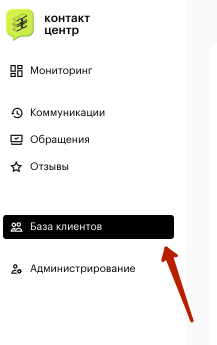 контакт
центр
Мониторинг
Коммуникации
Обращения
Отзывы
База клиентов
Администрирование